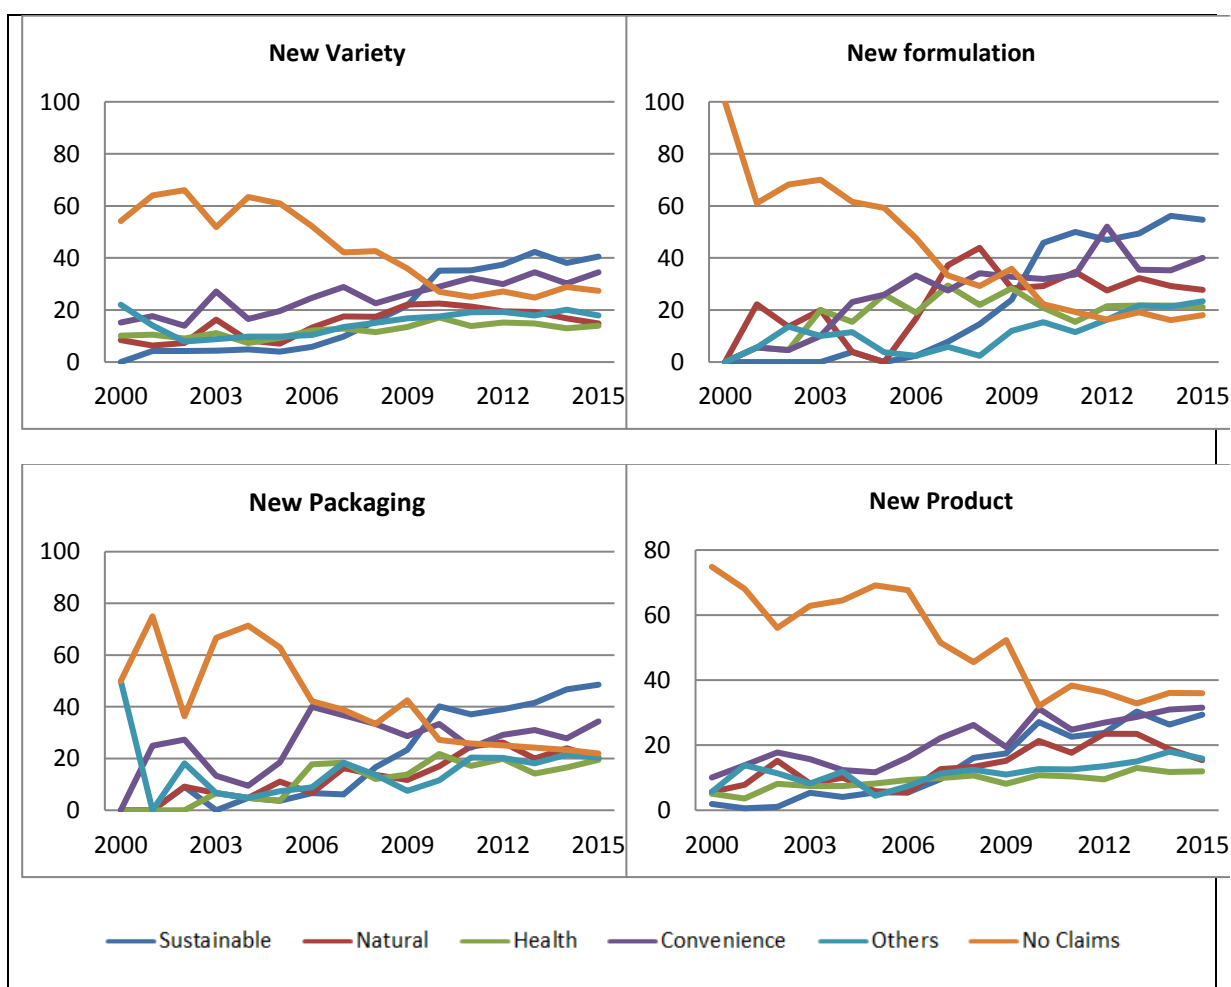 New Variety
100
80
60
40
20
0
2000 2003 2006 2009 2012 2015
New formulation
100
80
60
40
20
0
2000 2003 2006 2009 2012 2015
New Packaging
100
80
60
40
20
0
2000 2003 2006 2009 2012 2015
New Product
80
60
40
20
0
2000 2003 2006 2009 2012 2015
Sustainable Natural Health Convenience Others No Claims